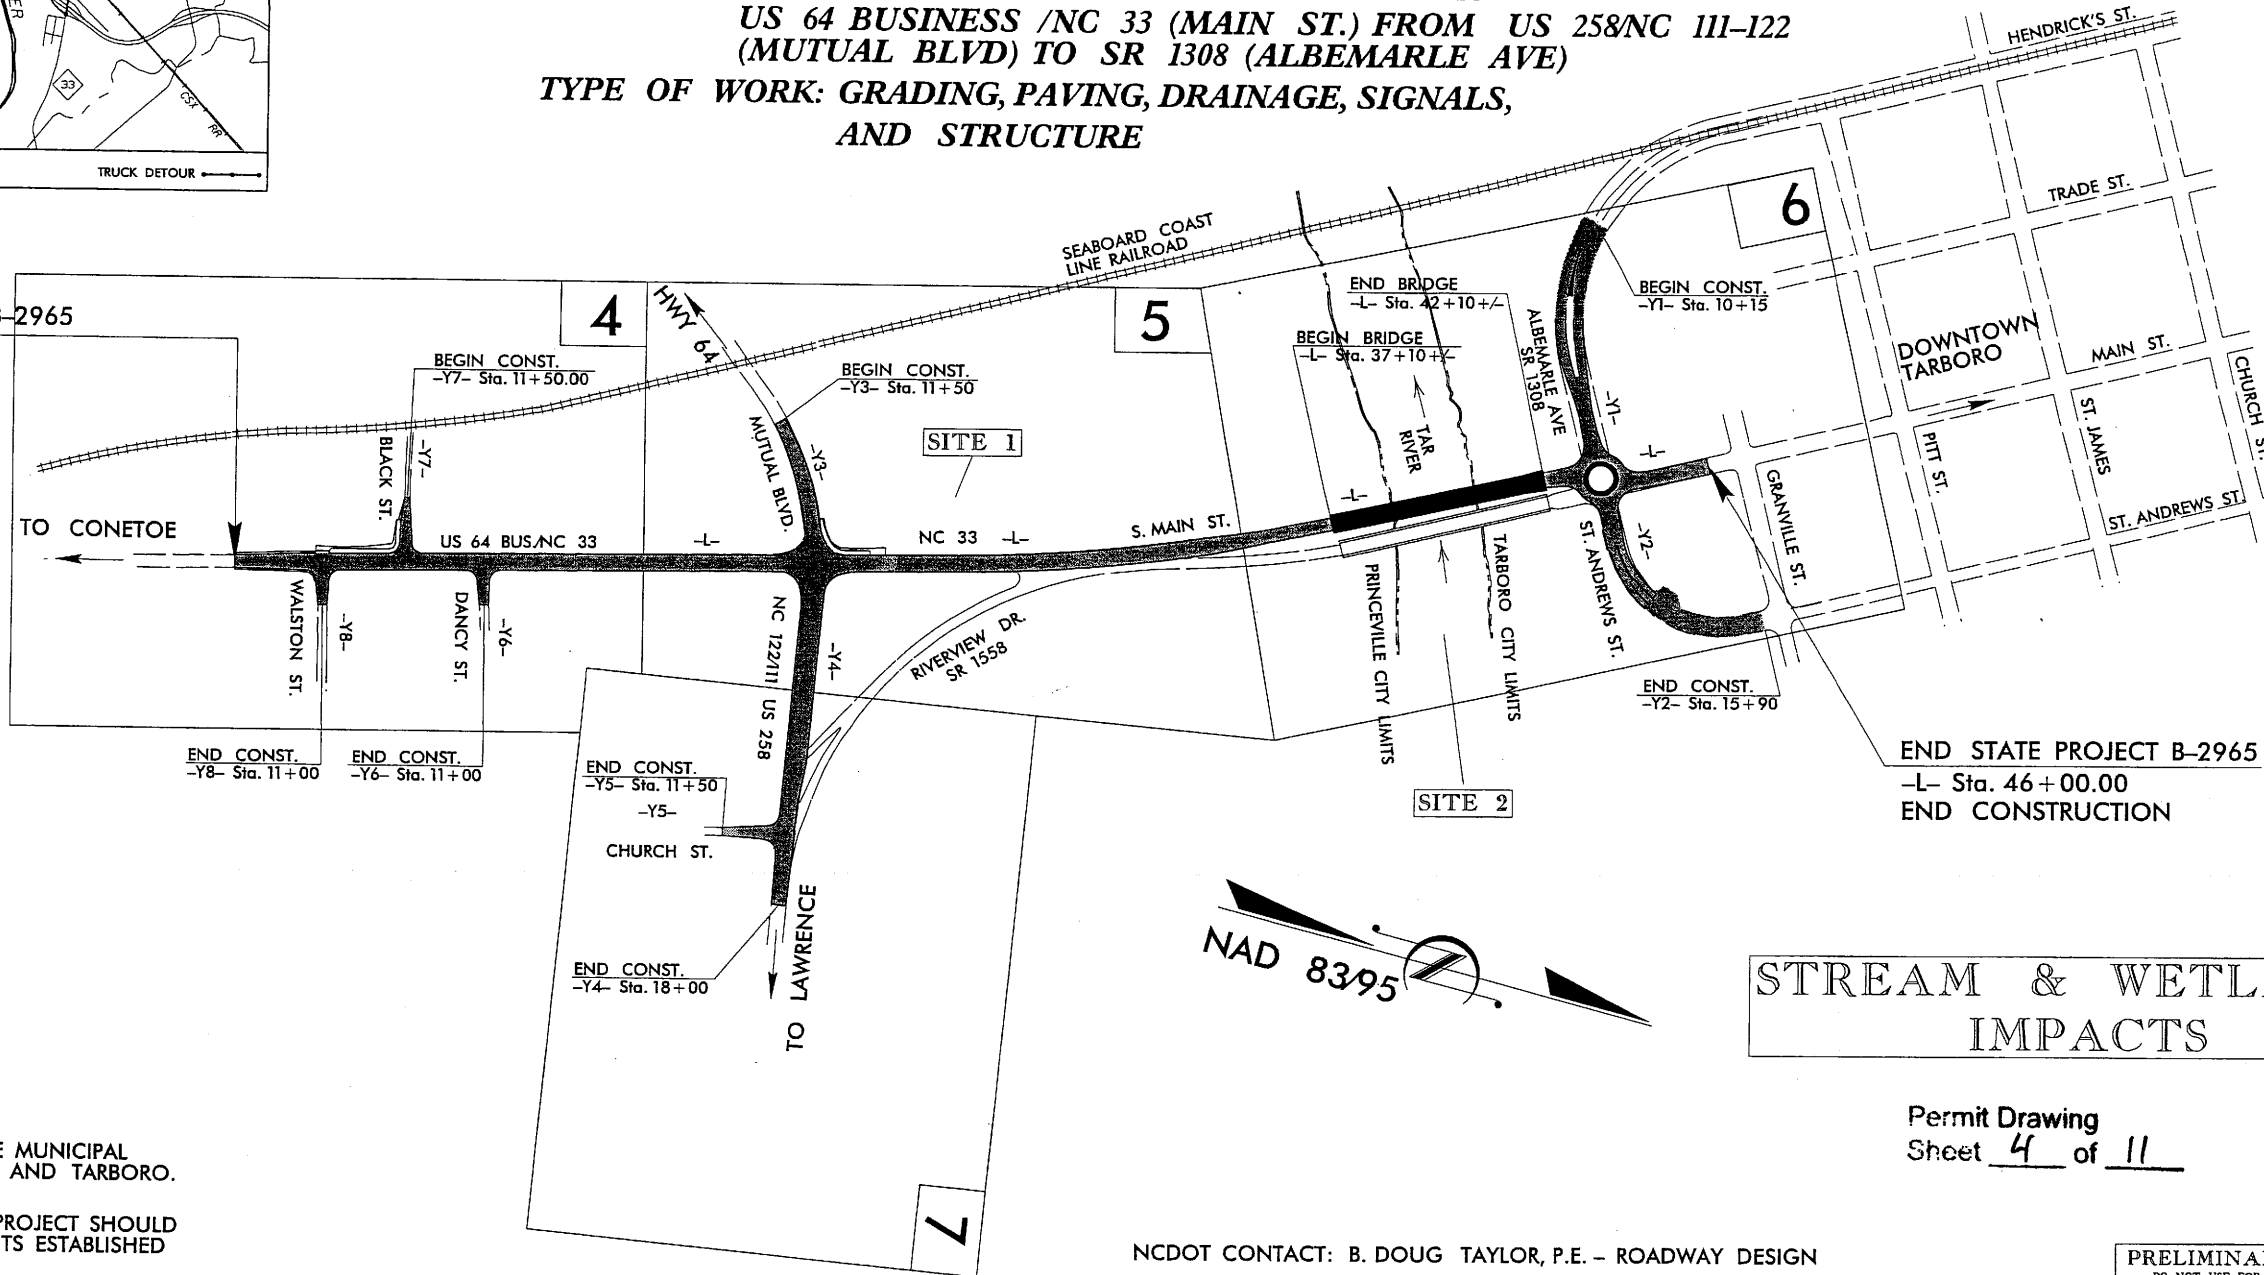 US 64 BUSINESS /NC 33 (MAIN ST.) FROM US 258/NC 111–122
(MUTUAL BLVD) TO SR 1308 (ALBEMARLE AVE)
TYPE OF WORK: GRADING, PAVING, DRAINAGE, SIGNALS,
AND STRUCTURE
ER
33
CSX
RR
TRUCK DETOUR
HENDRICK'S ST.
TRADE ST.
6
SEABOARD COAST
LINE RAILROAD
–2965
4
HWY 64
5
END BRIDGE
–L– Sta. 42+10+/–
BEGIN BRIDGE
–L– Sta. 37+10+/–
ALBEMARLE AVE
SR 1308
BEGIN CONST.
–Y1– Sta. 10+15
DOWNTOWN
TARBORO
MAIN ST.
CHURCH ST.
BEGIN CONST.
–Y7– Sta. 11+50.00
BEGIN CONST.
–Y3– Sta. 11+50
BLACK ST.
–Y7–
MUTUAL BLVD.
–Y3–
SITE 1
TAR
RIVER
–Y1–
–L–
PITT ST.
ST. JAMES
ST. ANDREWS ST.
GRANVILLE ST.
TO CONETOE
US 64 BUS/NC 33
–L–
NC 33
–L–
S. MAIN ST.
–L–
ST. ANDREWS ST.
–Y2–
WALSTON ST.
–Y8–
DANCY ST.
–Y6–
NC 122/111 US 258
–Y4–
RIVERVIEW DR.
SR 1558
PRINCEVILLE CITY LIMITS
TARBORO CITY LIMITS
END CONST.
–Y2– Sta. 15+90
END CONST.
–Y8– Sta. 11+00
END CONST.
–Y6– Sta. 11+00
END CONST.
–Y5– Sta. 11+50
–Y5–
CHURCH ST.
SITE 2
END STATE PROJECT B–2965
–L– Sta. 46+00.00
END CONSTRUCTION
TO LAWRENCE
END CONST.
–Y4– Sta. 18+00
NAD 83/95
STREAM & WETL
IMPACTS
Permit Drawing
Sheet 4 of 11
E MUNICIPAL
AND TARBORO.
PROJECT SHOULD
TS ESTABLISHED
7
NCDOT CONTACT: B. DOUG TAYLOR, P.E. – ROADWAY DESIGN
PRELIMINA